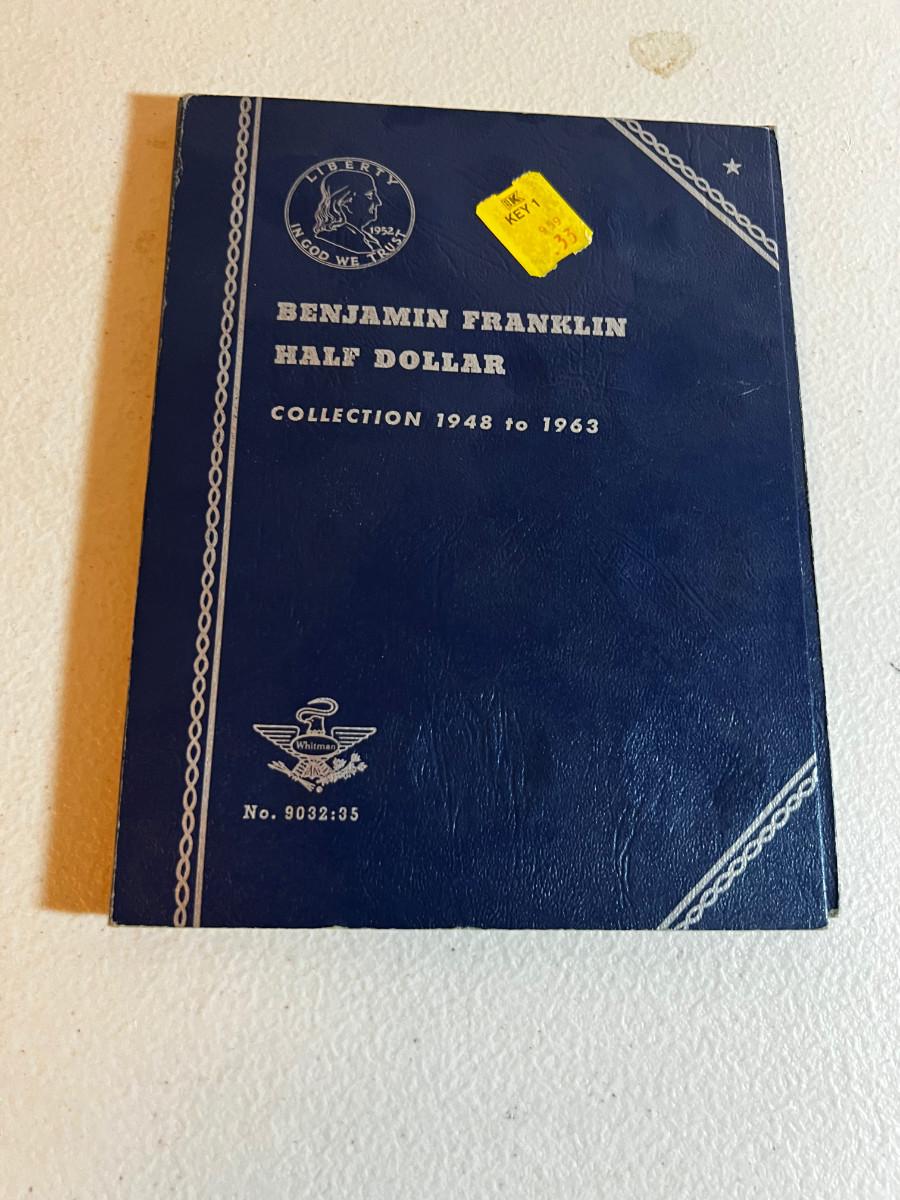 LIBERTY
1952
IN GOD WE TRUST
K
KEY 1
.33
BENJAMIN FRANKLIN
HALF DOLLAR
COLLECTION 1948 to 1963
Whitman
No. 9032:35